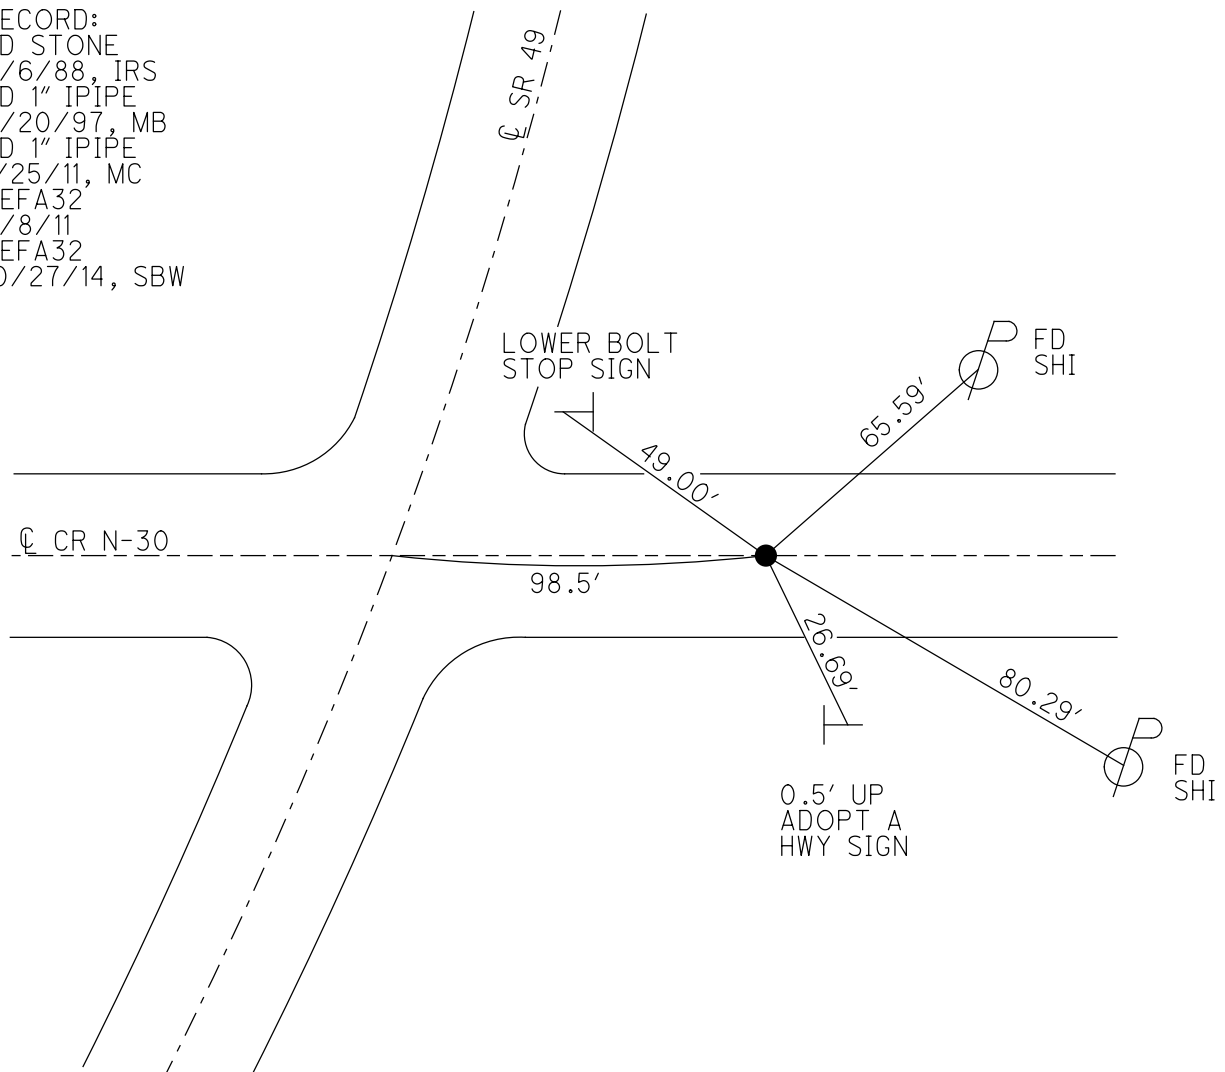 ECORD:
D STONE
/6/88, IRS
D 1" IPIPE
/20/97, MB
D 1" IPIPE
/25/11, MC
EFA32
/8/11
EFA32
0/27/14, SBW
℄ SR 49
LOWER BOLT
STOP SIGN
FD
SHI
65.59'
49.00'
℄ CR N-30
98.5'
26.69'
80.29'
FD
SHI
0.5' UP
ADOPT A
HWY SIGN